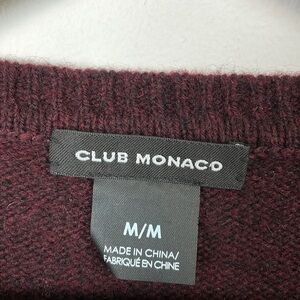 CLUB MONACO
M/M
MADE IN CHINA/
FABRIQUÉ EN CHINE